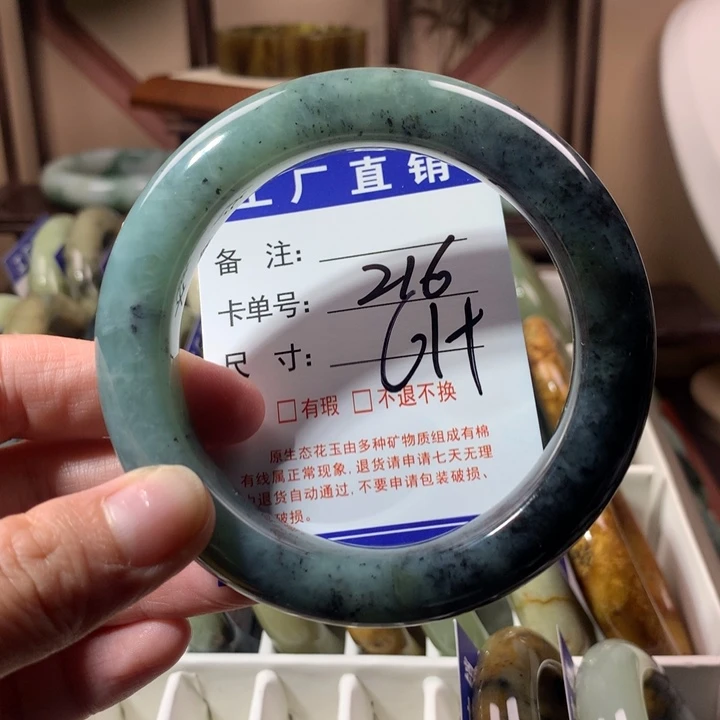 工厂直销
备 注:
卡单号: 216
尺 寸: 61+
□有瑕 □不退不换
原生态花玉由多种矿物质组成有棉
有线属正常现象,退货请申请七天无理
由退货自动通过,不要申请包装破损、
破损。